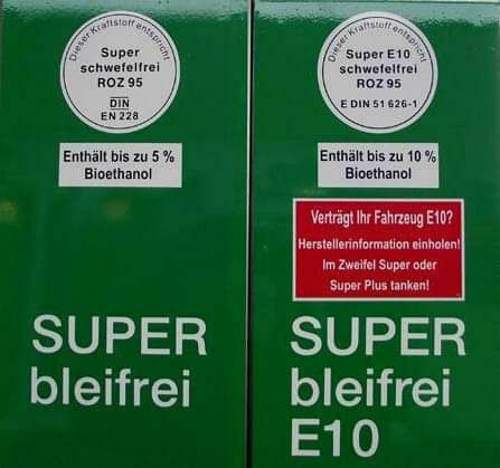 Dieser Kraftstoff entspricht
Super
schwefelfrei
ROZ 95
DIN
EN 228
Enthält bis zu 5 %
Bioethanol
SUPER
bleifrei
Dieser Kraftstoff entspricht
Super E10
schwefelfrei
ROZ 95
E DIN 51 626-1
Enthält bis zu 10 %
Bioethanol
Verträgt Ihr Fahrzeug E10?
Herstellerinformation einholen!
Im Zweifel Super oder
Super Plus tanken!
SUPER
bleifrei
E10